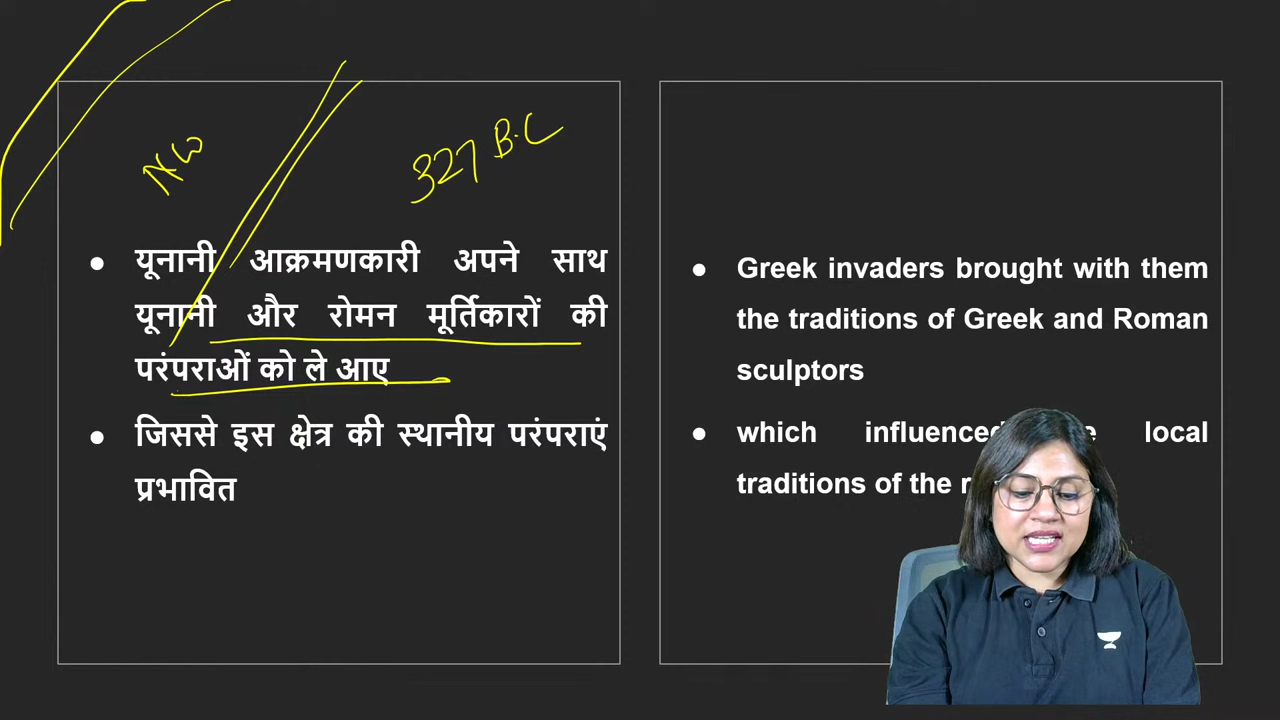 NW
327 B.C
● यूनानी आक्रमणकारी अपने साथ
यूनानी और रोमन मूर्तिकारों की
परंपराओं को ले आए
● जिससे इस क्षेत्र की स्थानीय परंपराएं
प्रभावित
● Greek invaders brought with them
the traditions of Greek and Roman
sculptors
● which influenced local
traditions of the